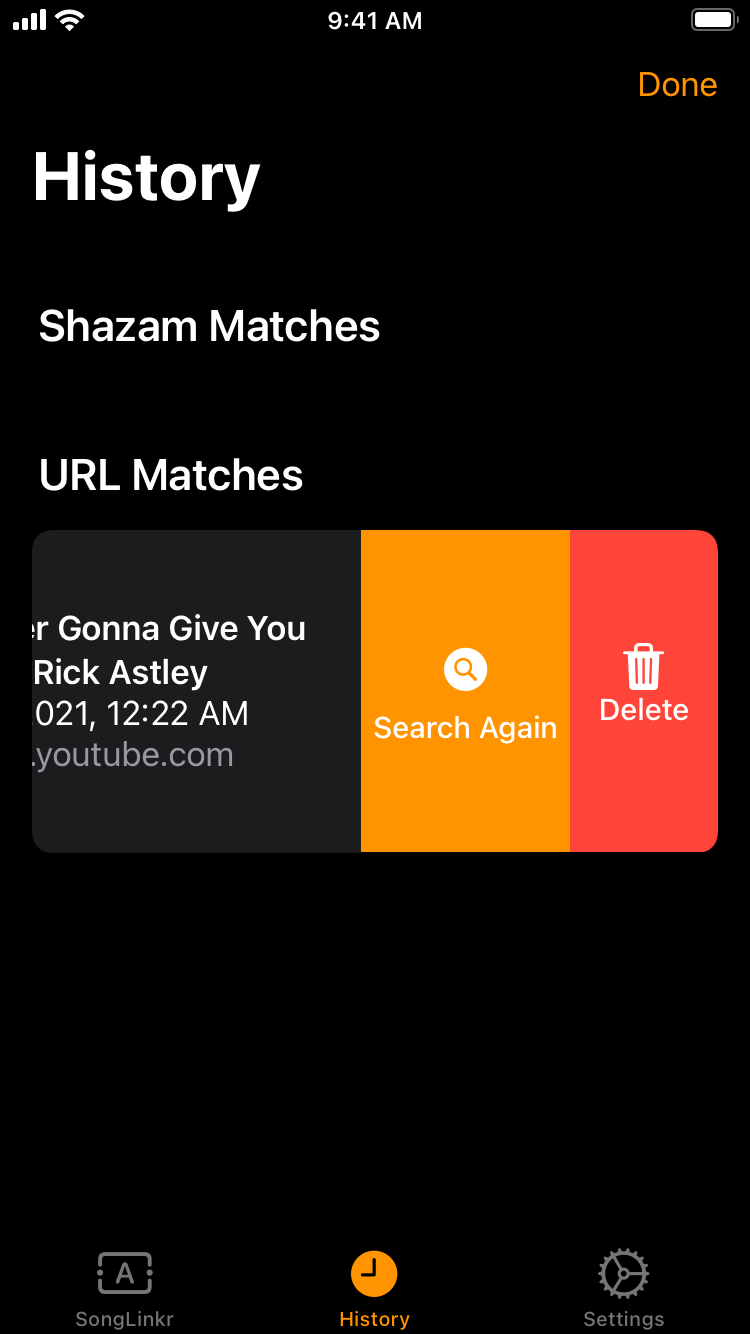 9:41 AM
Done
History
Shazam Matches
URL Matches
er Gonna Give You
Rick Astley
021, 12:22 AM
.youtube.com
Search Again
Delete
A
SongLinkr
History
Settings